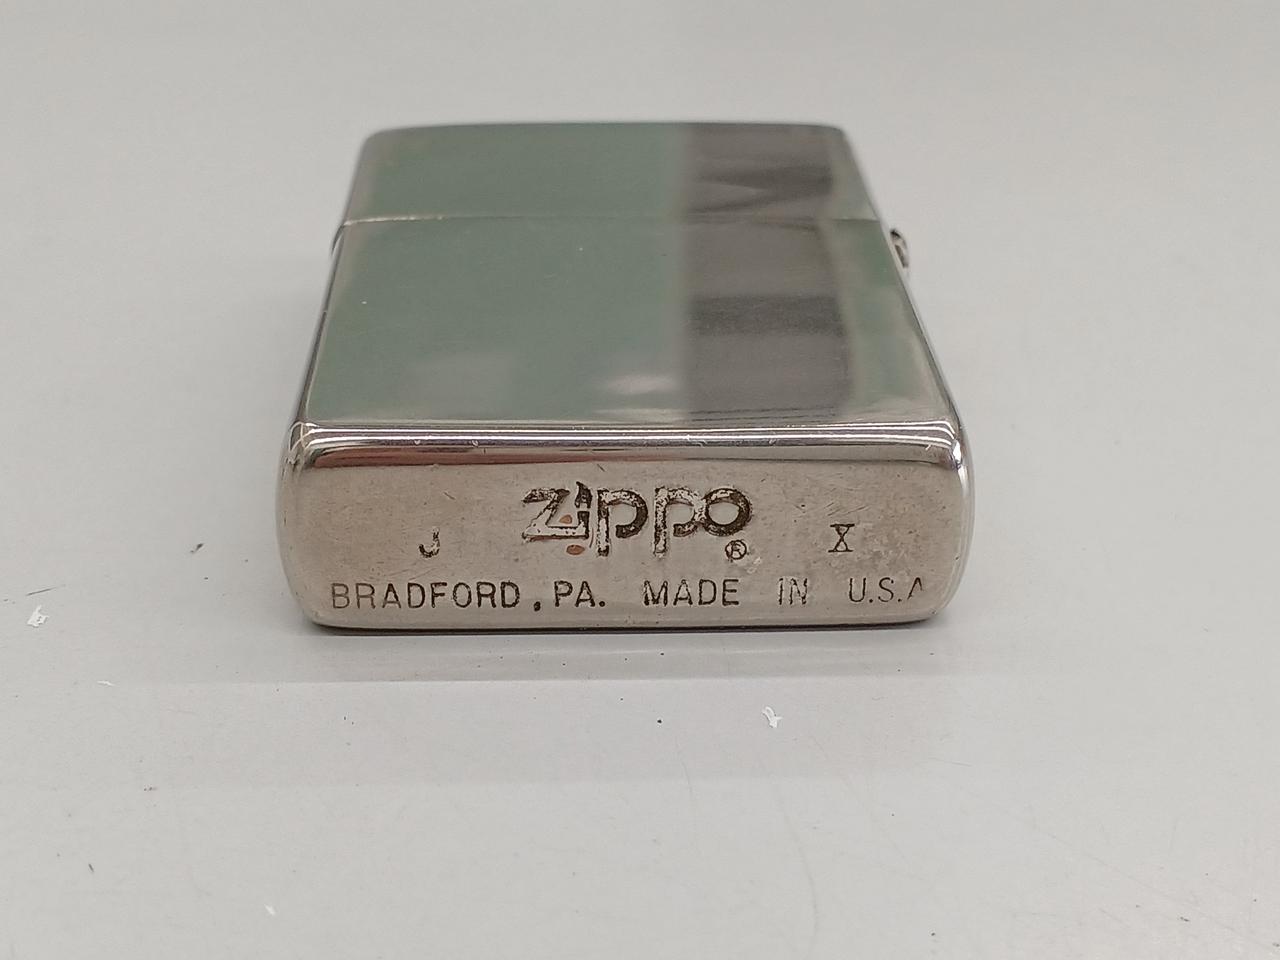 J Zippo ® X
BRADFORD, PA. MADE IN U.S.A